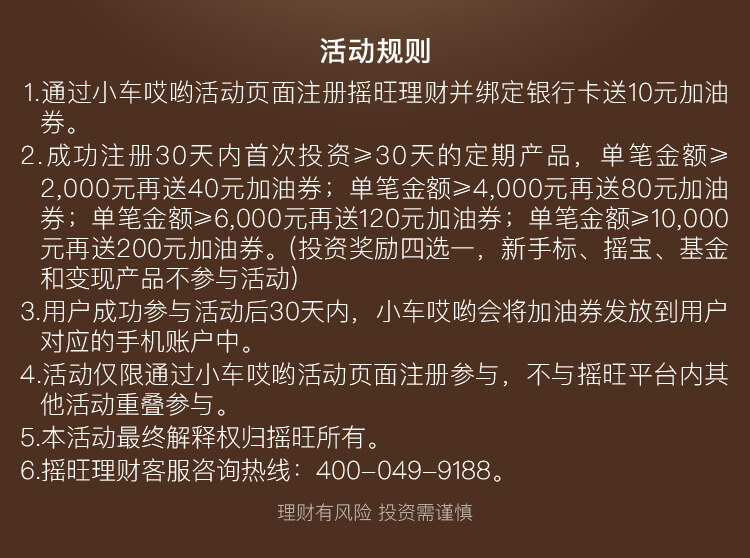 活动规则
1.通过小车哎哟活动页面注册摇旺理财并绑定银行卡送10元加油
券。
2.成功注册30天内首次投资≥30天的定期产品，单笔金额≥
2,000元再送40元加油券；单笔金额≥4,000元再送80元加油
券；单笔金额≥6,000元再送120元加油券；单笔金额≥10,000
元再送200元加油券。(投资奖励四选一，新手标、摇宝、基金
和变现产品不参与活动)
3.用户成功参与活动后30天内，小车哎哟会将加油券发放到用户
对应的手机账户中。
4.活动仅限通过小车哎哟活动页面注册参与，不与摇旺平台内其
他活动重叠参与。
5.本活动最终解释权归摇旺所有。
6.摇旺理财客服咨询热线：400-049-9188。
理财有风险 投资需谨慎